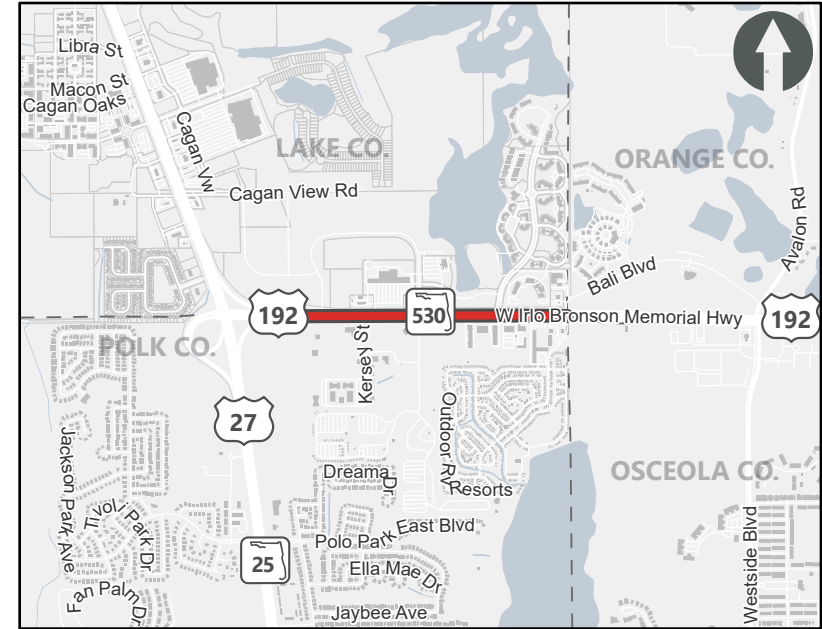 Libra St
Macon St
Cagan Oaks
Cagan Vw
LAKE CO.
ORANGE CO.
Cagan View Rd
Avalon Rd
Bali Blvd
192
530
W Irlo Bronson Memorial Hwy
192
POLK CO.
Kersey St
27
Outdoor Rv Resorts
Jackson Park Ave
Dreama Dr
OSCEOLA CO.
Tivoli Park Dr
Polo Park East Blvd
25
Ella Mae Dr
Westside Blvd
Fan Palm Dr
Jaybee Ave